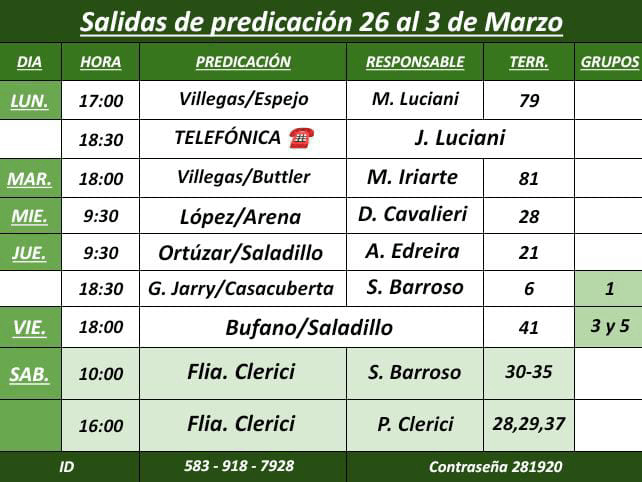 Salidas de predicación 26 al 3 de Marzo
DIA HORA PREDICACIÓN RESPONSABLE TERR. GRUPOS
LUN. 17:00 Villegas/Espejo M. Luciani 79
18:30 TELEFÓNICA ☎️ J. Luciani
MAR. 18:00 Villegas/Buttler M. Iriarte 81
MIE. 9:30 López/Arena D. Cavalieri 28
JUE. 9:30 Ortúzar/Saladillo A. Edreira 21
18:30 G. Jarry/Casacuberta S. Barroso 6 1
VIE. 18:00 Bufano/Saladillo 41 3 y 5
SAB. 10:00 Flia. Clerici S. Barroso 30-35
16:00 Flia. Clerici P. Clerici 28,29,37
ID 583 - 918 - 7928 Contraseña 281920